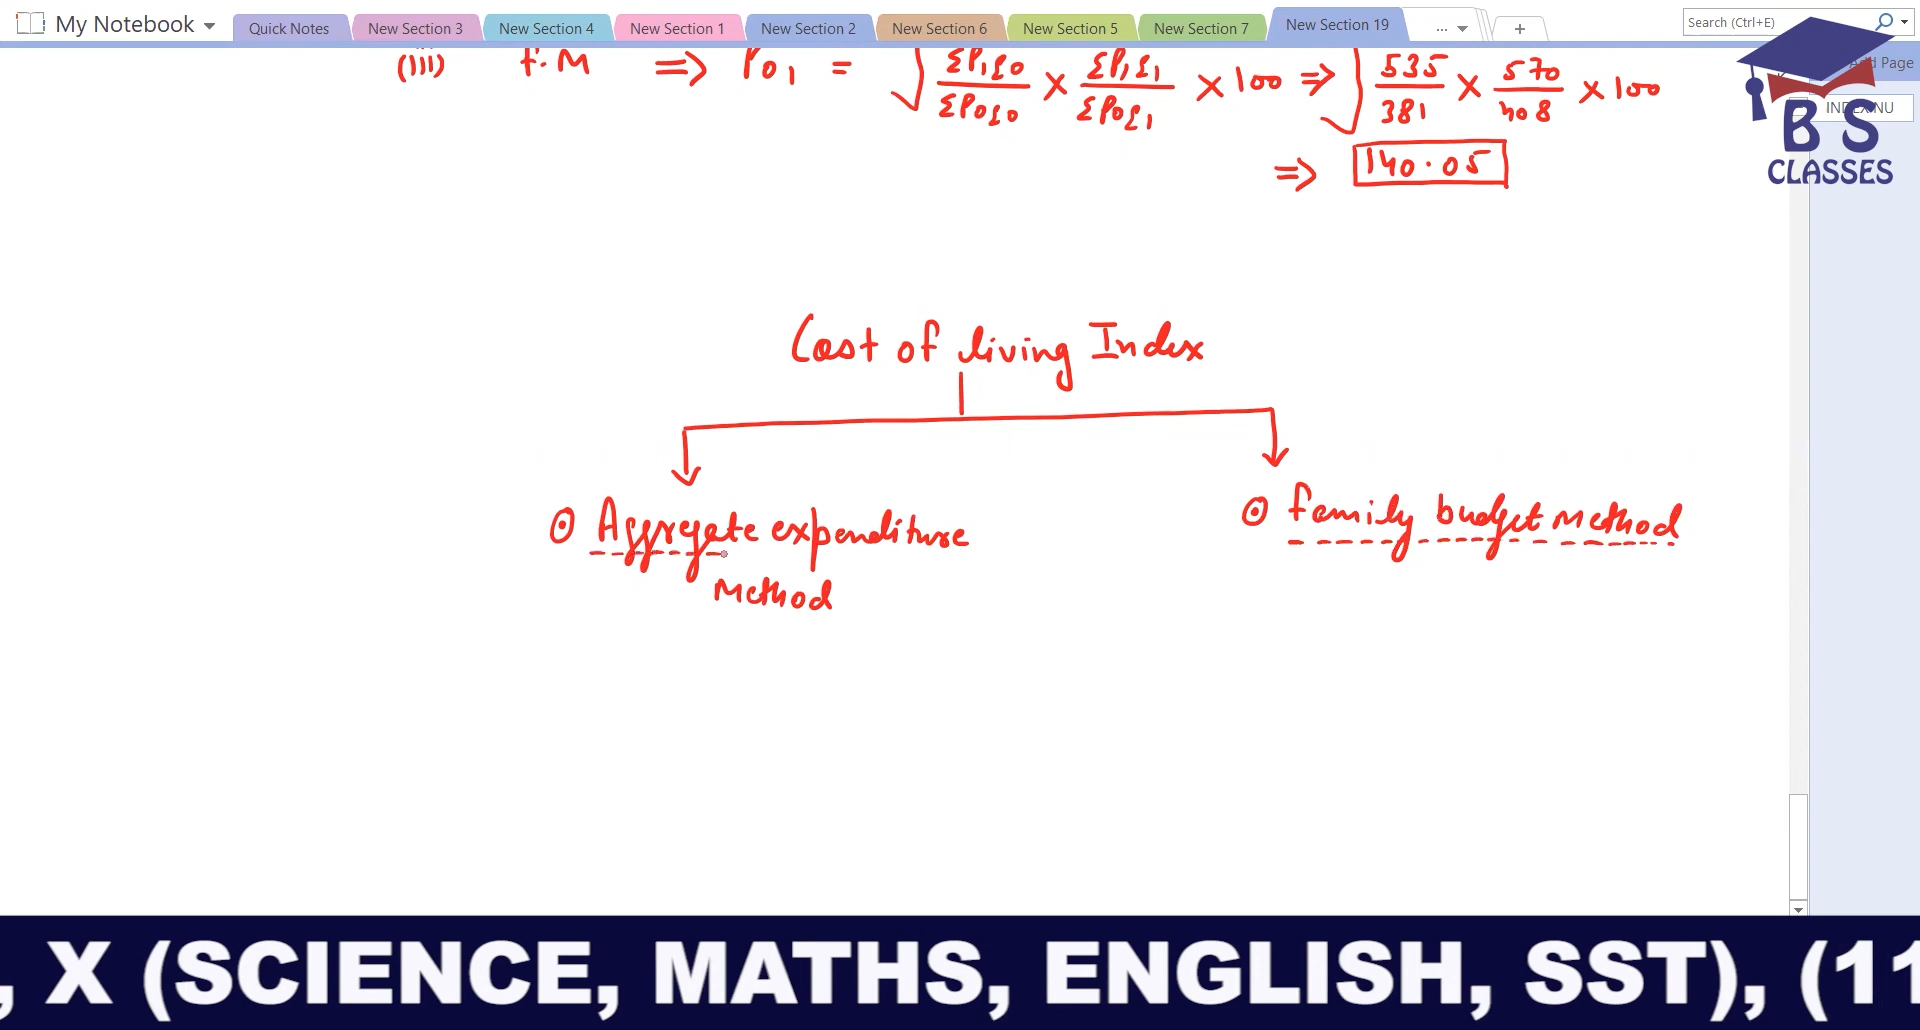 My Notebook
Quick Notes
New Section 3
New Section 4
New Section 1
New Section 2
New Section 6
New Section 5
New Section 7
New Section 19
...
+
Search (Ctrl+E)
d Page
INDEX.NU
B S
CLASSES
(III) F.M ⇒ P01 = √ ΣP1q0/ΣP0q0 × ΣP1q1/ΣP0q1 × 100 ⇒ √ 535/381 × 570/408 × 100
⇒ 140.05
Cost of living Index
Aggregate expenditure
Method
family budget method
, X (SCIENCE, MATHS, ENGLISH, SST), (11